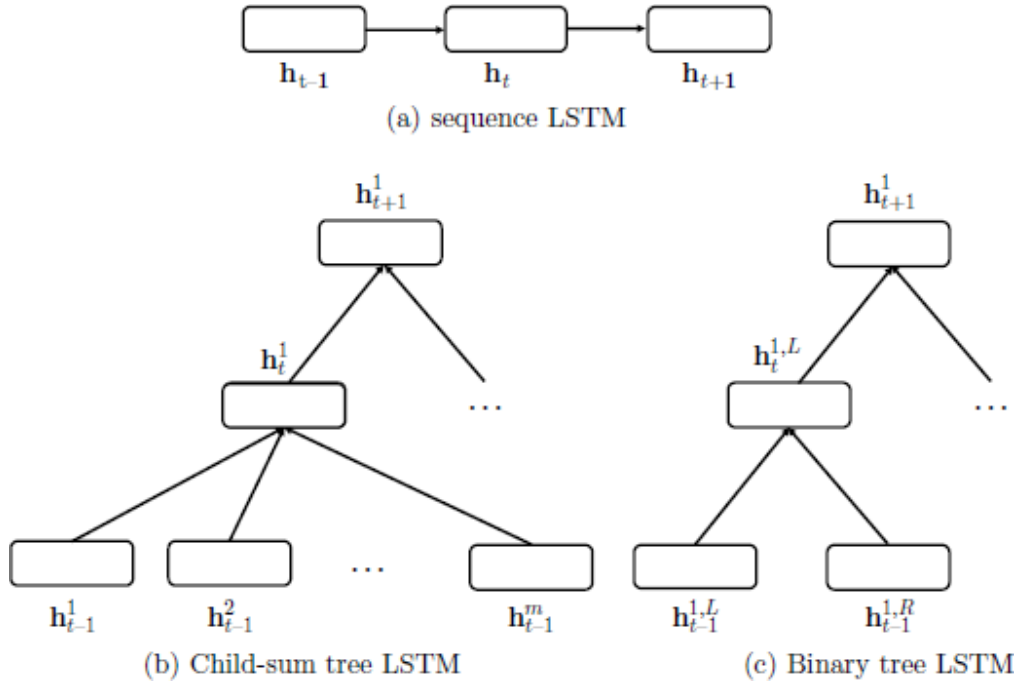 h_{t-1} h_t h_{t+1}
(a) sequence LSTM
h^1_{t+1}
h^1_t
...
h^1_{t-1} h^2_{t-1} ... h^m_{t-1}
(b) Child-sum tree LSTM
h^1_{t+1}
h^{1,L}_t
...
h^{1,L}_{t-1} h^{1,R}_{t-1}
(c) Binary tree LSTM